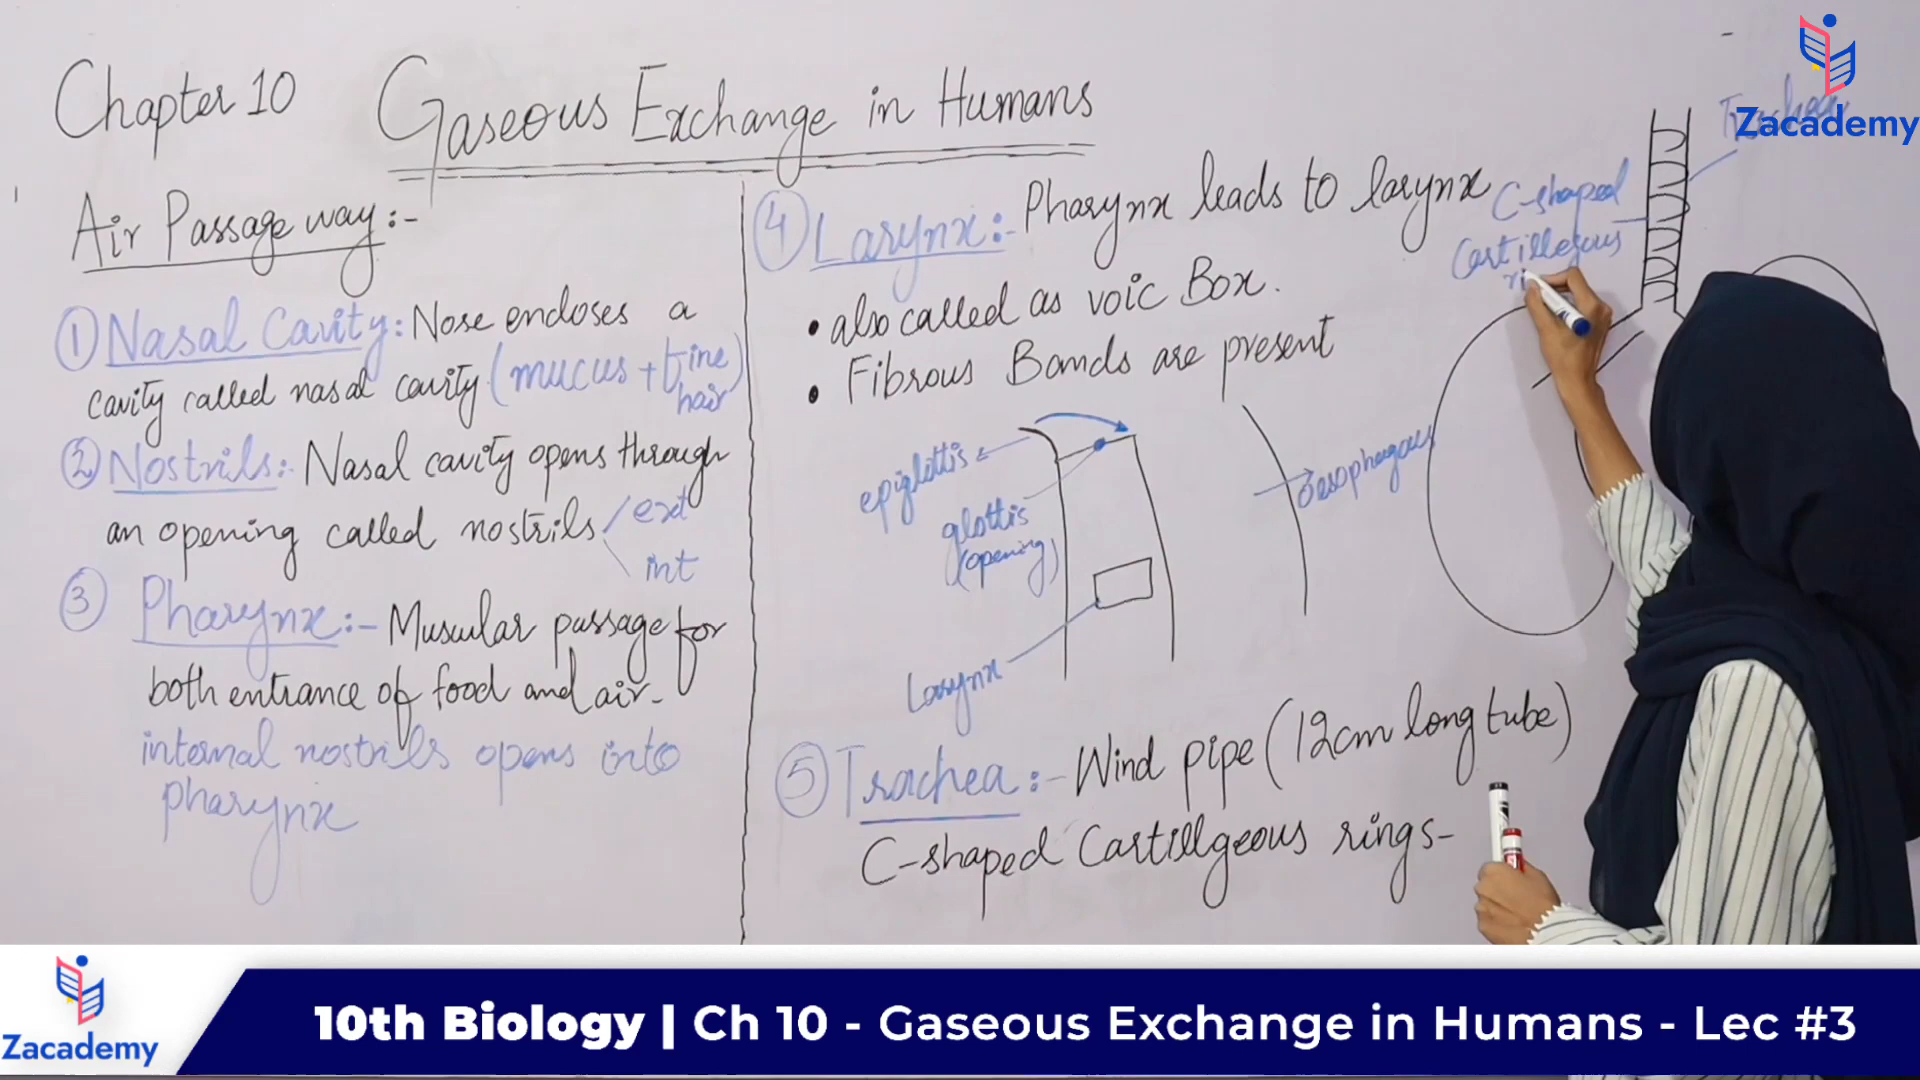 Chapter 10 Gaseous Exchange in Humans
Air Passage way:-
① Nasal Cavity: Nose encloses a
cavity called nasal cavity (mucus + fine
hair)
② Nostrils:- Nasal cavity opens through
an opening called nostrils ext
int
③ Pharynx:- Muscular passage for
both entrance of food and air-
internal nostrils opens into
pharynx
④ Larynx:- Pharynx leads to larynx
• also called as voic Box.
• Fibrous Bands are present
epiglottis
glottis
(opening)
Larynx
Oesophagous
⑤ Trachea:- Wind pipe (12cm long tube)
C-shaped Cartillgeous rings-
Trachea
C-shaped
Cartillegous
ri
Zacademy
Zacademy
10th Biology | Ch 10 - Gaseous Exchange in Humans - Lec #3